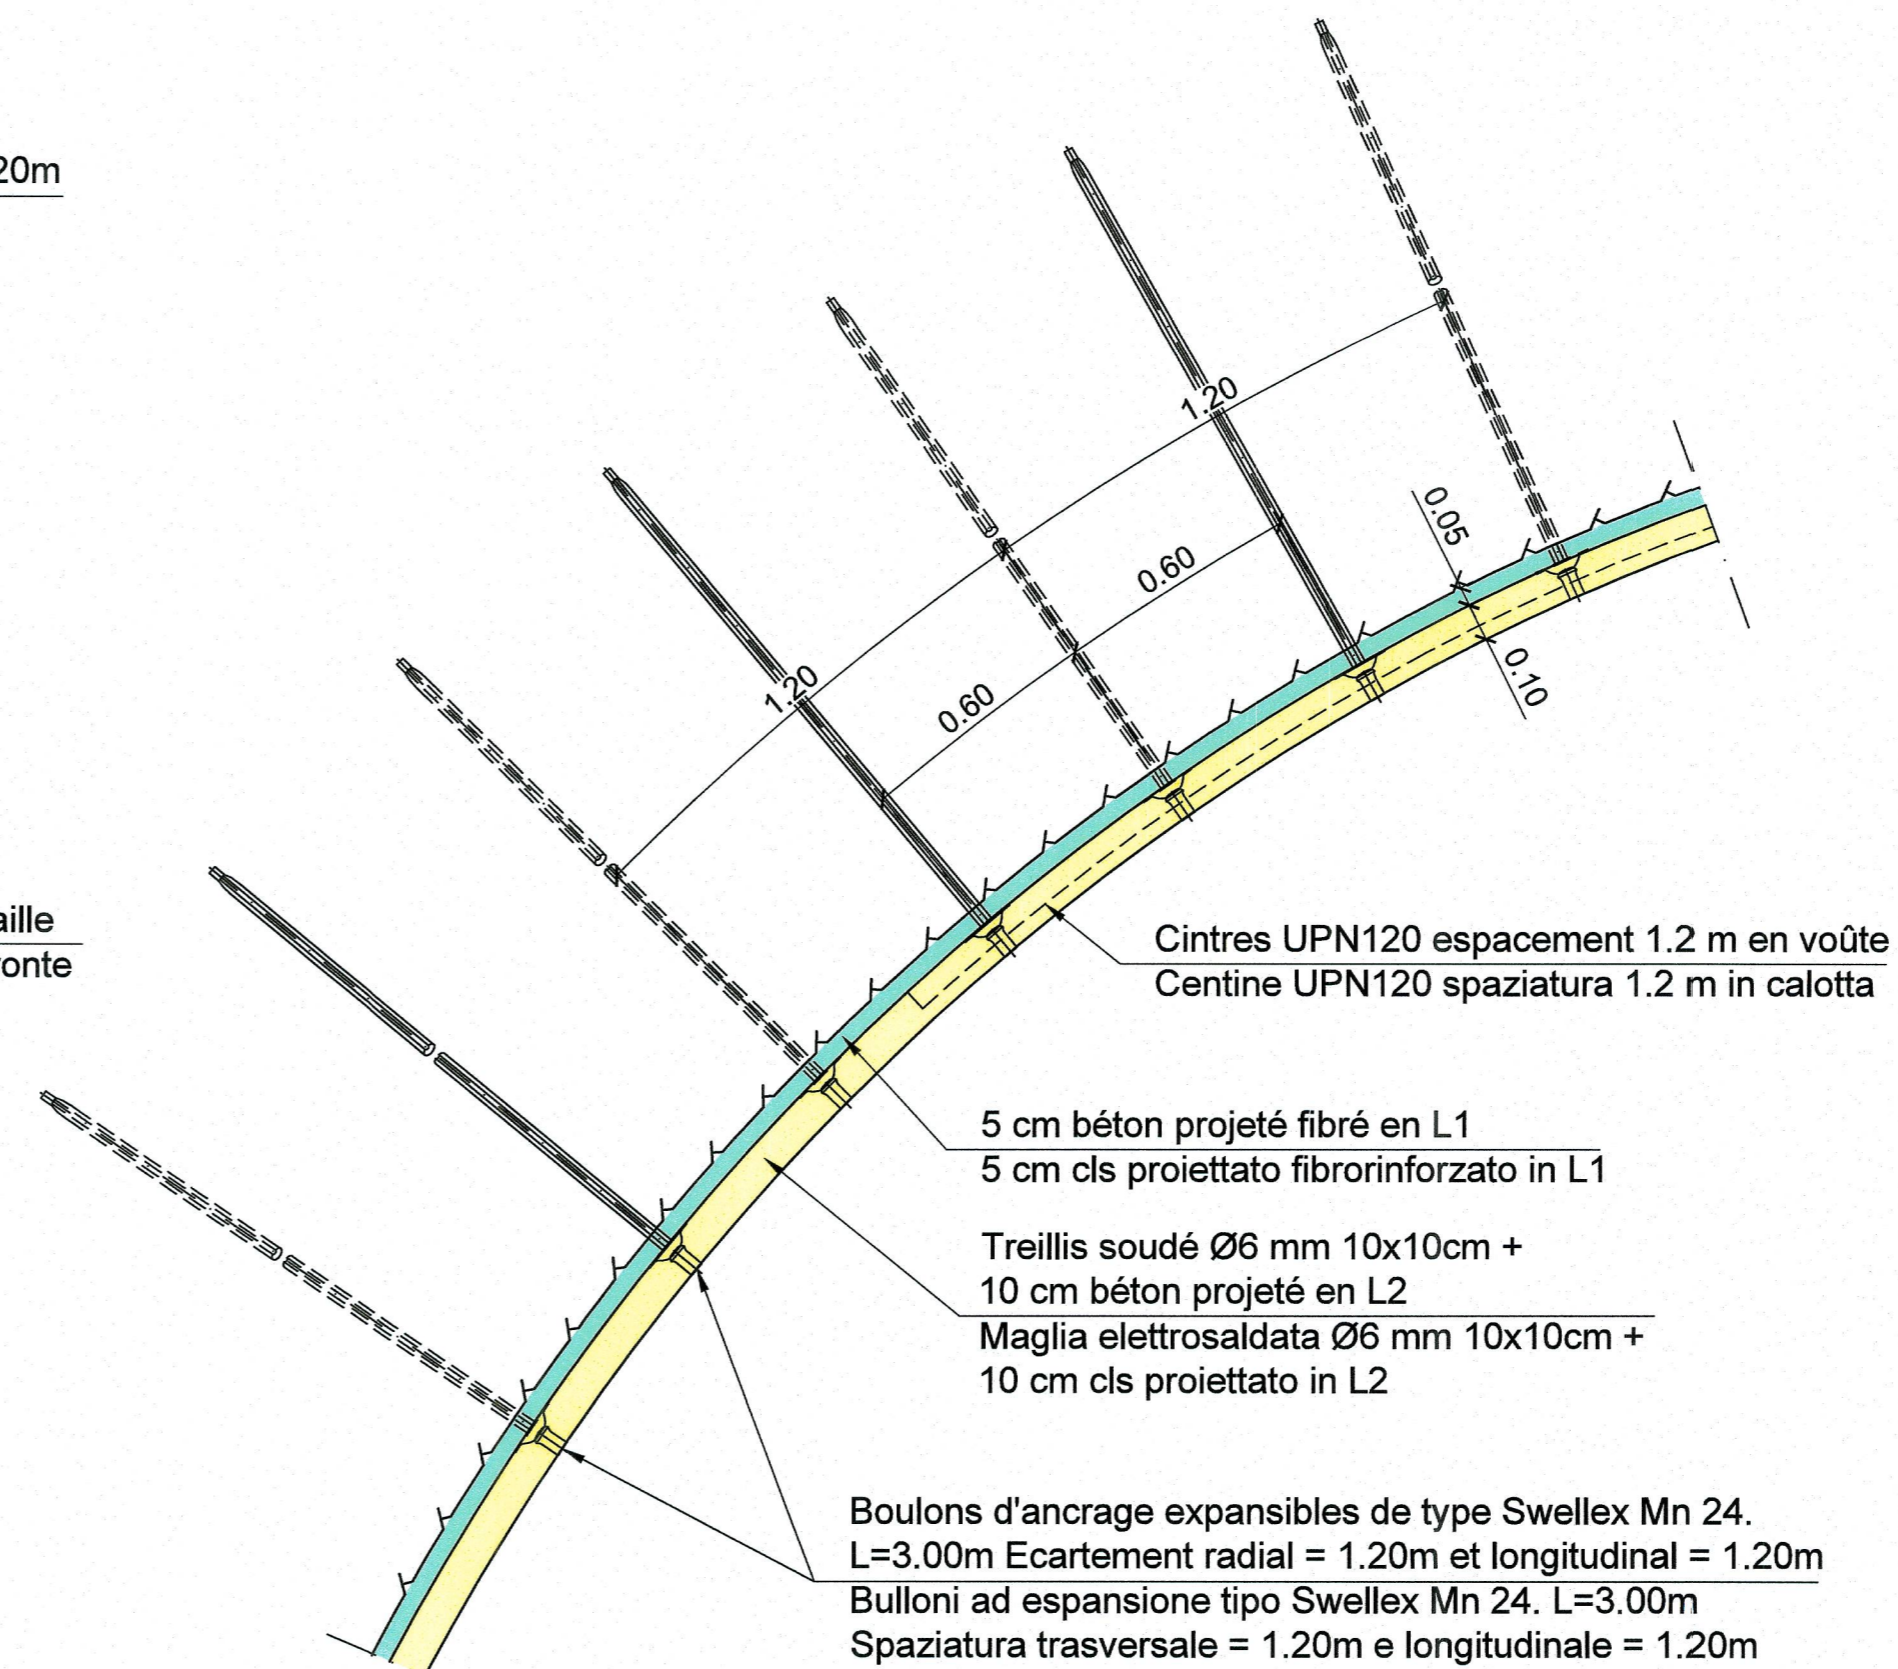 20m
1.20
0.05
0.60
1.20
0.60
0.10
aille
ronte
Cintres UPN120 espacement 1.2 m en voûte
Centine UPN120 spaziatura 1.2 m in calotta
5 cm béton projeté fibré en L1
5 cm cls proiettato fibrorinforzato in L1
Treillis soudé Ø6 mm 10x10cm +
10 cm béton projeté en L2
Maglia elettrosaldata Ø6 mm 10x10cm +
10 cm cls proiettato in L2
Boulons d'ancrage expansibles de type Swellex Mn 24.
L=3.00m Ecartement radial = 1.20m et longitudinal = 1.20m
Bulloni ad espansione tipo Swellex Mn 24. L=3.00m
Spaziatura trasversale = 1.20m e longitudinale = 1.20m